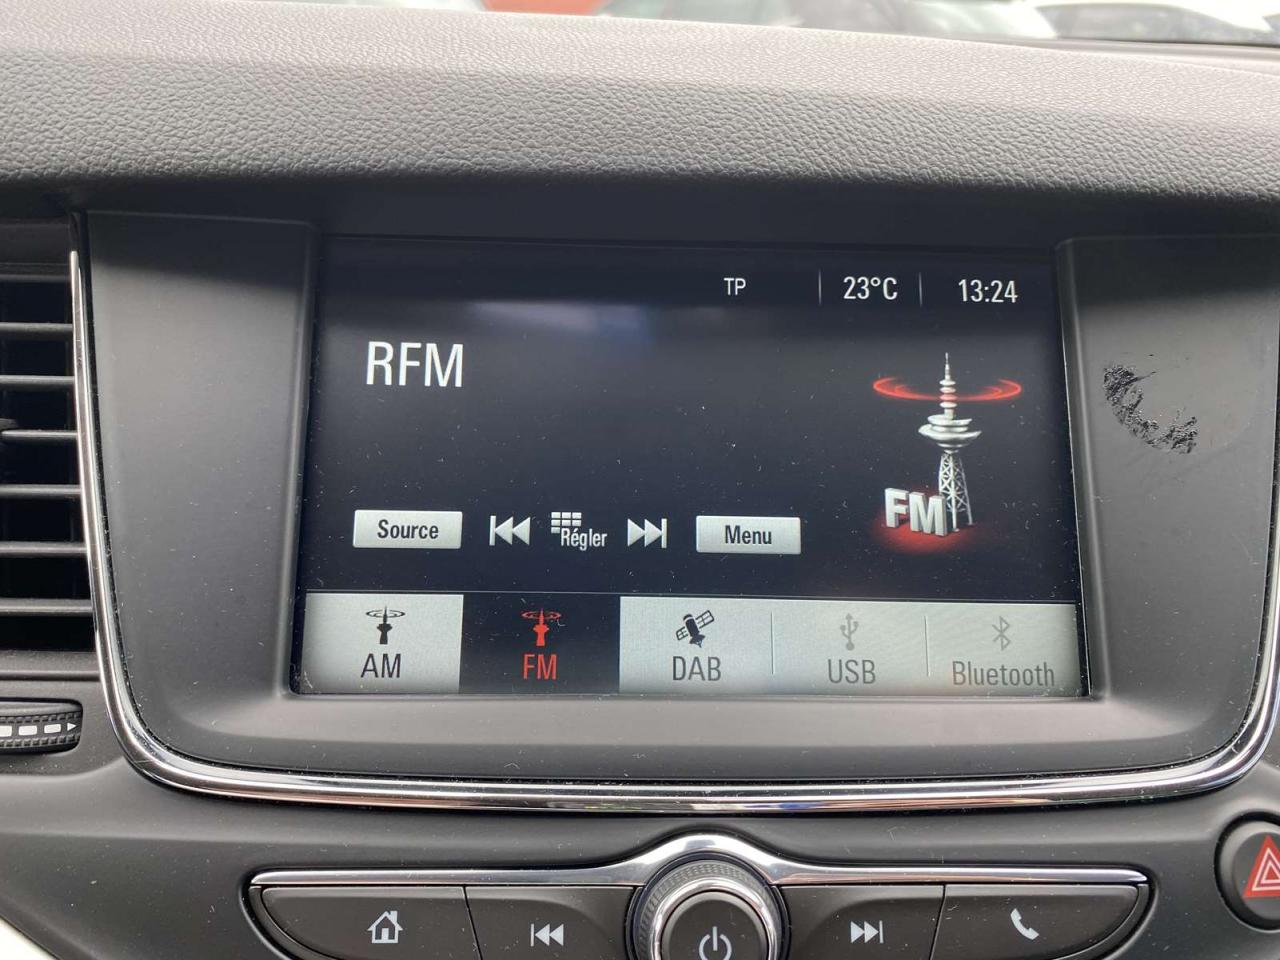 TP 23°C 13:24
RFM
FM
Source Régler Menu
AM FM DAB USB Bluetooth